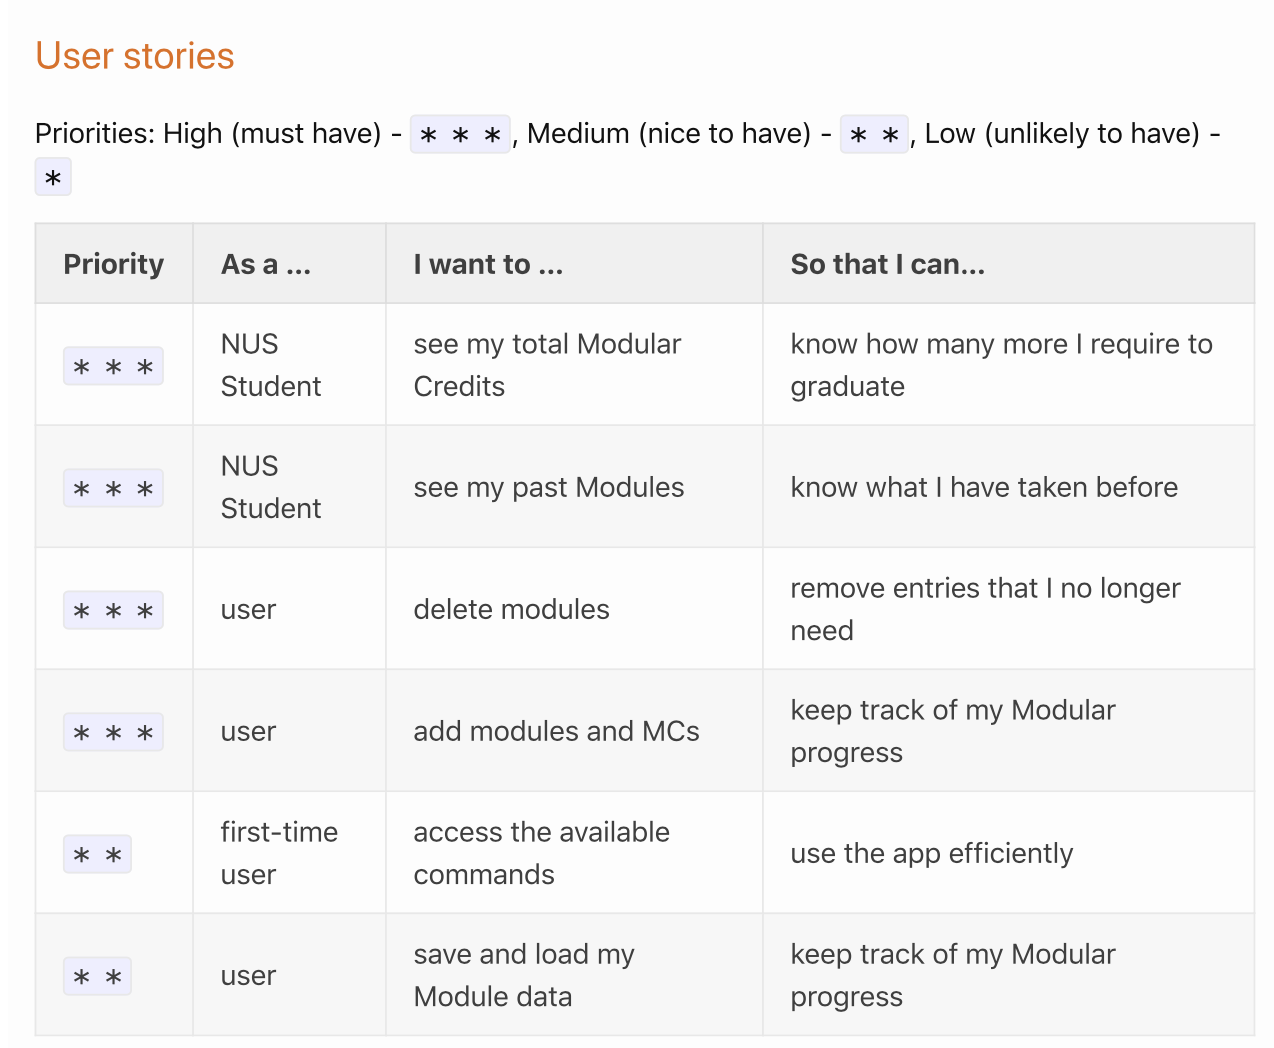 User stories
Priorities: High (must have) - * * *, Medium (nice to have) - * *, Low (unlikely to have) -
*
Priority As a ... I want to ... So that I can...
* * * NUS Student see my total Modular Credits know how many more I require to graduate
* * * NUS Student see my past Modules know what I have taken before
* * * user delete modules remove entries that I no longer need
* * * user add modules and MCs keep track of my Modular progress
* * first-time user access the available commands use the app efficiently
* * user save and load my Module data keep track of my Modular progress